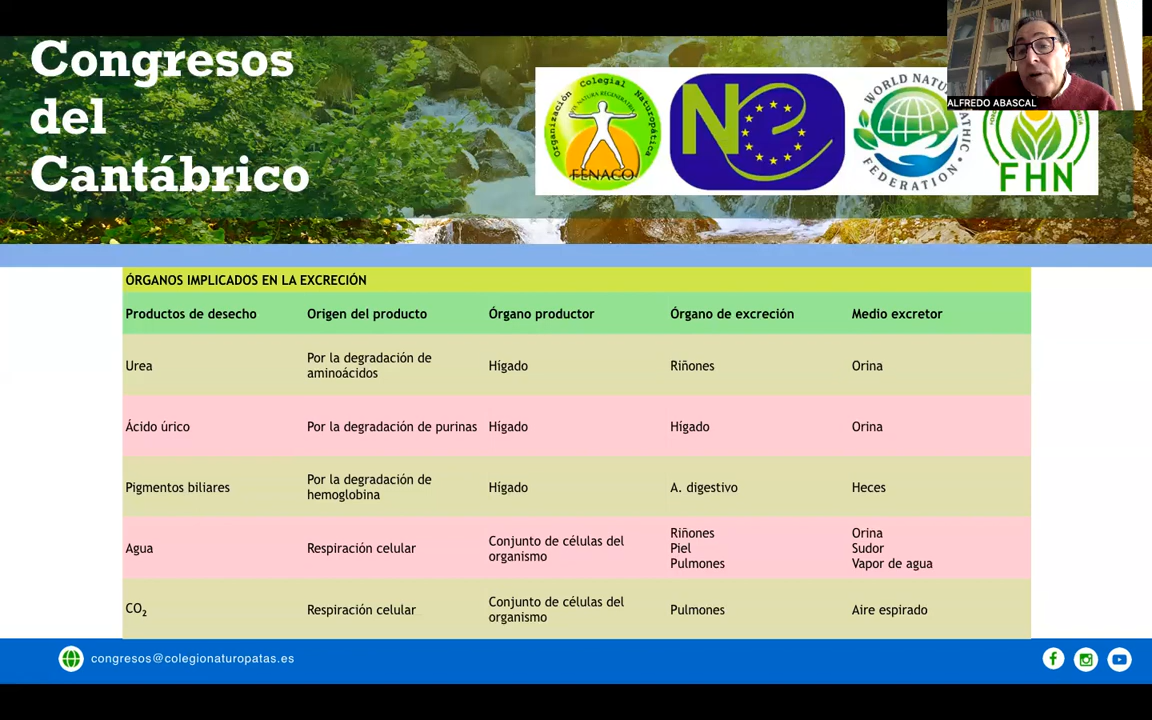 Congresos
del
Cantábrico
Organización Colegial Naturopática
FENACO
Ne
WORLD NATUROPATHIC
FEDERATION
FHN
ALFREDO ABASCAL
ÓRGANOS IMPLICADOS EN LA EXCRECIÓN
Productos de desecho Origen del producto Órgano productor Órgano de excreción Medio excretor
Urea Por la degradación de aminoácidos Hígado Riñones Orina
Ácido úrico Por la degradación de purinas Hígado Hígado Orina
Pigmentos biliares Por la degradación de hemoglobina Hígado A. digestivo Heces
Agua Respiración celular Conjunto de células del organismo Riñones Piel Pulmones Orina Sudor Vapor de agua
CO₂ Respiración celular Conjunto de células del organismo Pulmones Aire espirado
congresos@colegionaturopatas.es